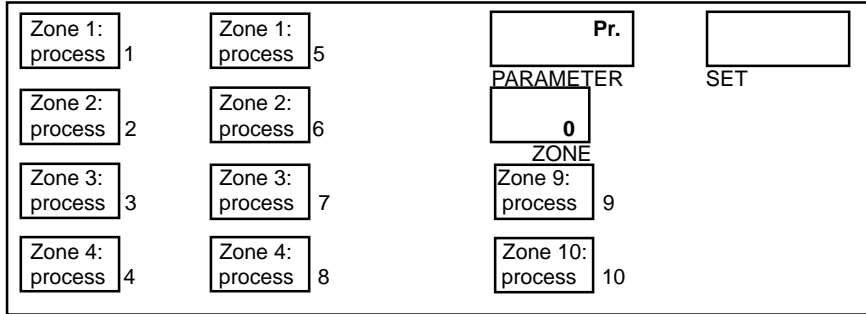 Zone 1:
process 1
Zone 1:
process 5
Pr.
PARAMETER
SET
Zone 2:
process 2
Zone 2:
process 6
0
ZONE
Zone 3:
process 3
Zone 3:
process 7
Zone 9:
process 9
Zone 4:
process 4
Zone 4:
process 8
Zone 10:
process 10